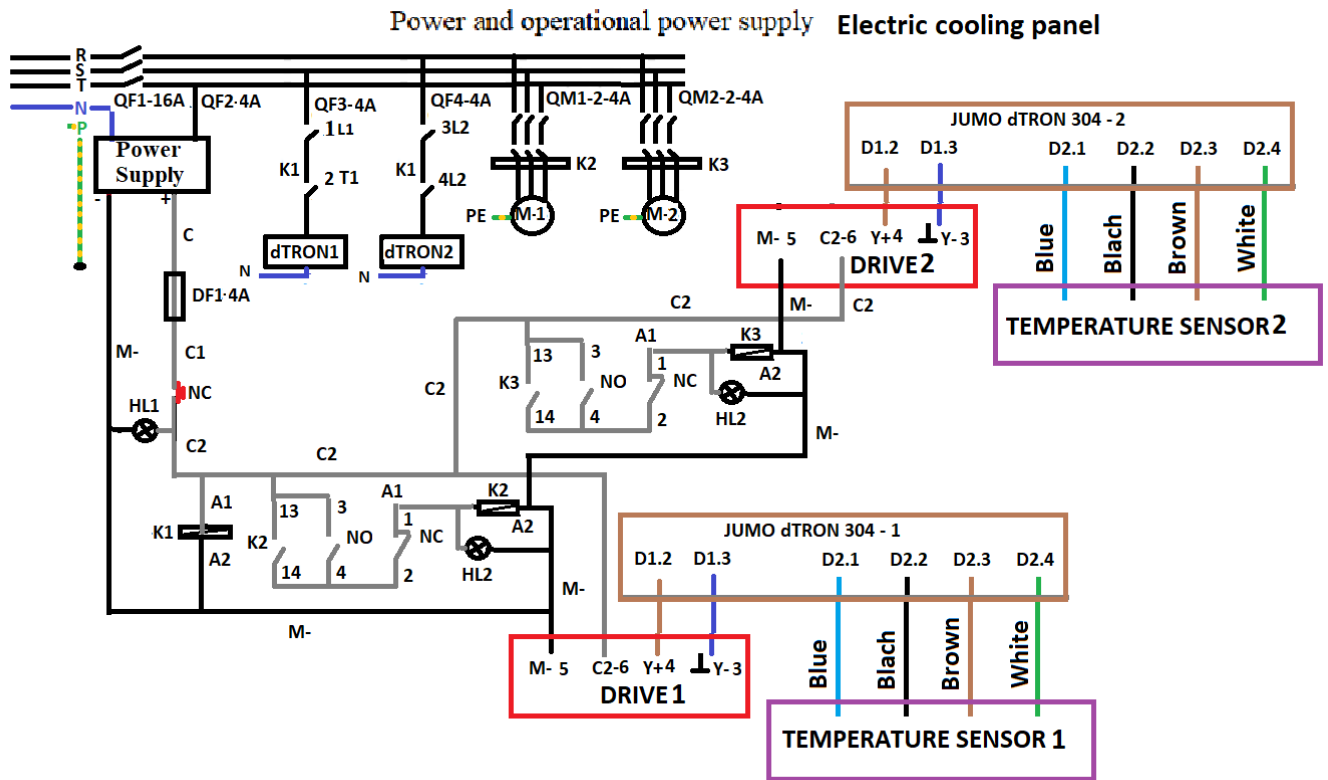 Power and operational power supply Electric cooling panel
R
S
T
N
P
QF1-16A
QF2-4A
QF3-4A
QF4-4A
QM1-2-4A
QM2-2-4A
Power
Supply
-
+
1L1
K1
2 T1
dTRON1
N
3L2
K1
4L2
dTRON2
N
K2
PE
M-1
K3
PE
M-2
JUMO dTRON 304 - 2
D1.2
D1.3
D2.1
D2.2
D2.3
D2.4
Blue
Blach
Brown
White
TEMPERATURE SENSOR 2
M- 5
C2-6
Y+4
Y- 3
DRIVE 2
M-
C2
C
DF1-4A
C1
NC
M-
HL1
C2
C2
C2
C2
13
3
A1
K3
K3
NO
1
NC
A2
HL2
14
4
2
M-
A1
K1
A2
13
3
A1
K2
K2
NO
1
NC
A2
HL2
14
4
2
M-
M-
JUMO dTRON 304 - 1
D1.2
D1.3
D2.1
D2.2
D2.3
D2.4
Blue
Blach
Brown
White
TEMPERATURE SENSOR 1
M- 5
C2-6
Y+4
Y- 3
DRIVE 1